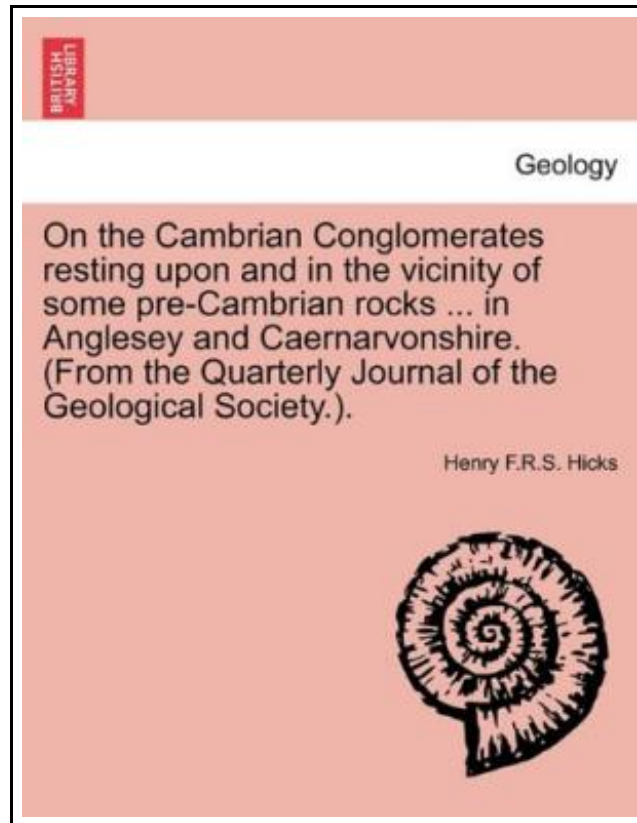 BRITISH
LIBRARY
Geology
On the Cambrian Conglomerates
resting upon and in the vicinity of
some pre-Cambrian rocks ... in
Anglesey and Caernarvonshire.
(From the Quarterly Journal of the
Geological Society.).
Henry F.R.S. Hicks